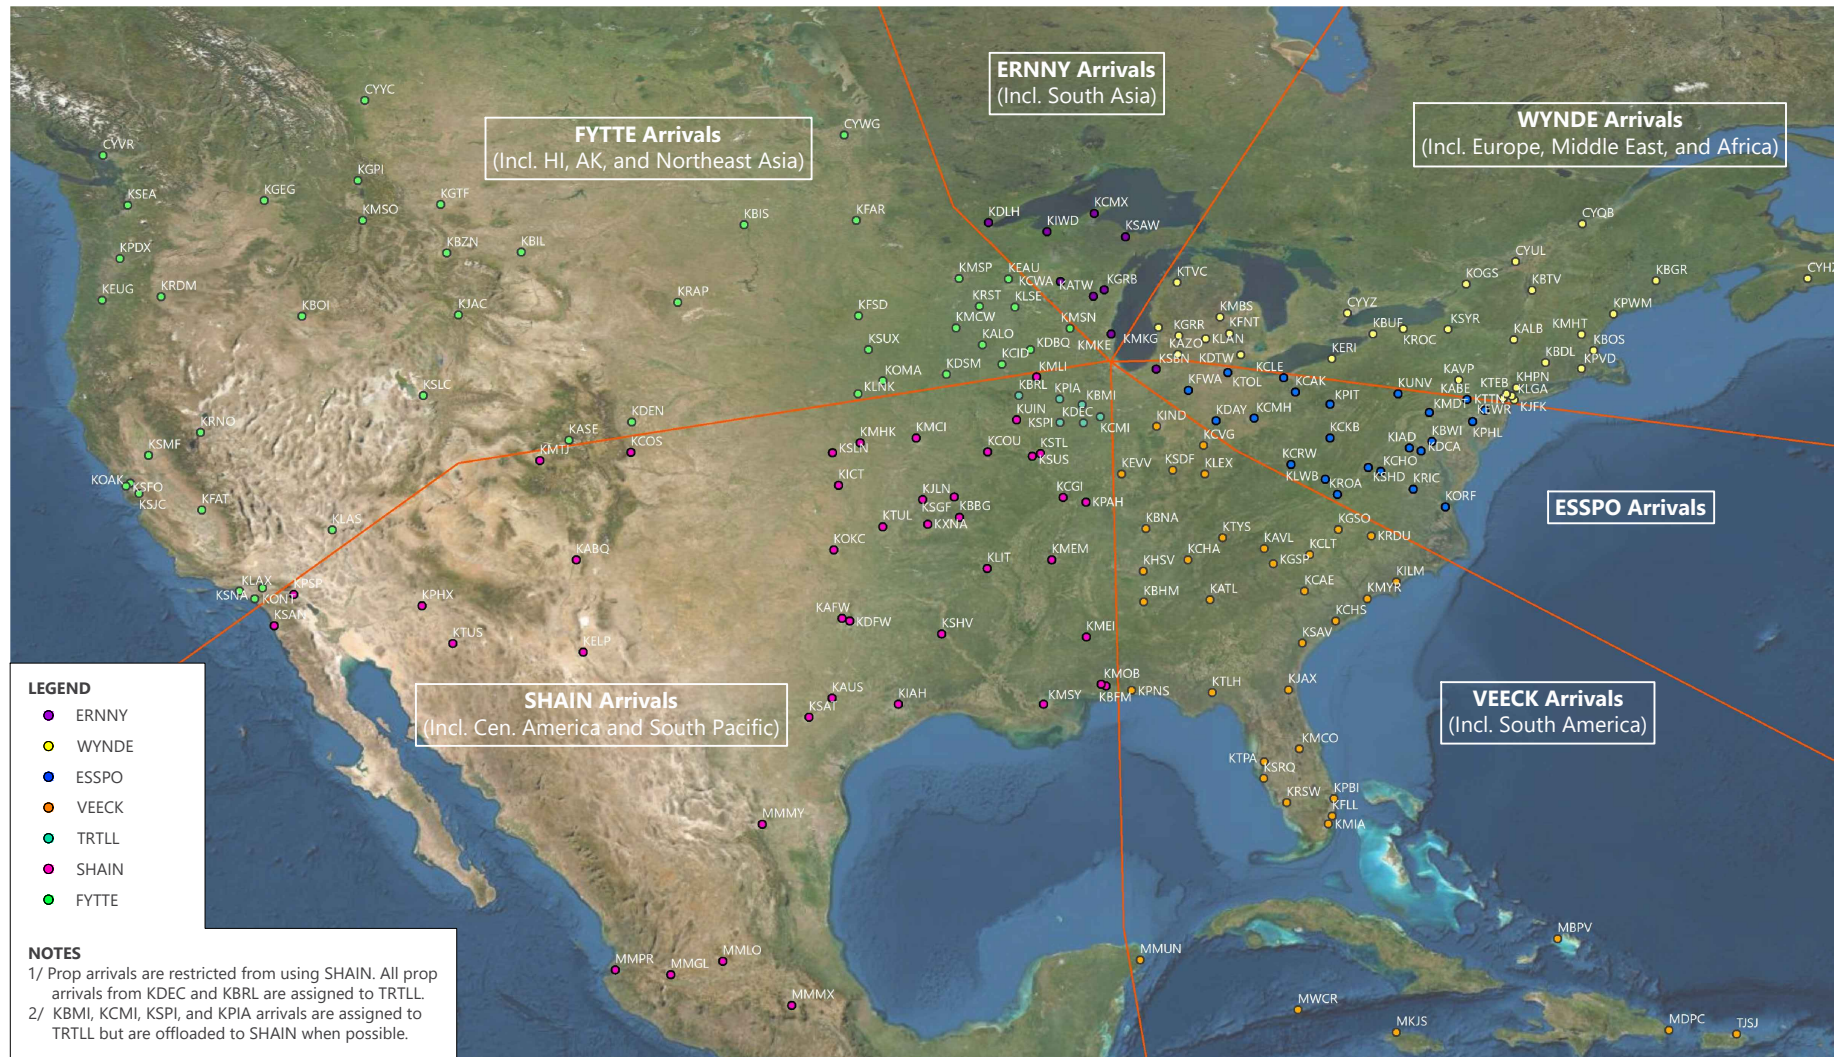 ERNNY Arrivals
(Incl. South Asia)
FYTTE Arrivals
(Incl. HI, AK, and Northeast Asia)
WYNDE Arrivals
(Incl. Europe, Middle East, and Africa)
CYYC
CYWG
CYVR
KGPI
KSEA
KGEG
KMSO
KGTF
KBIS
KFAR
KDLH
KIWD
KCMX
KSAW
CYQB
KPDX
KBZN
KBIL
CYUL
KEUG
KRDM
KBOI
KJAC
KRAP
KFSD
KMSP
KEAU
KCWA
KATW
KGRB
KTVC
KOGS
KBTV
KBGR
CYHZ
KRST
KLSE
KMBS
CYYZ
KPWM
KMCW
KMSN
KFNT
KBUF
KSYR
KALB
KMHT
KSUX
KALO
KDBQ
KMKE
KMKG
KGRR
KAZO
KLAN
KROC
KBOS
KCID
KSBN
KDTW
KERI
KBDL
KPVD
KOMA
KDSM
KMLI
KCLE
KAVP
KSLC
KLNK
KBRL
KPIA
KBMI
KFWA
KTOL
KCAK
KUNV
KABE
KTEB
KHPN
KLGA
KRNO
KDEN
KUIN
KDEC
KSPI
KCMI
KIND
KDAY
KCMH
KPIT
KMDT
KTTN
KEWR
KJFK
KSMF
KASE
KMTJ
KCOS
KMHK
KMCI
KSLN
KCOU
KSTL
KSUS
KCVG
KCKB
KIAD
KBWI
KDCA
KPHL
KOAK
KSFO
KSJC
KICT
KEVV
KSDF
KLEX
KCRW
KLWB
KCHO
KSHD
KFAT
KLAS
KJLN
KSGF
KBBG
KCGI
KPAH
KROA
KRIC
KORF
ESSPO Arrivals
KTUL
KXNA
KOKC
KBNA
KTYS
KGSO
KRDU
KABQ
KLIT
KMEM
KHSV
KCHA
KAVL
KGSP
KCLT
KLAX
KSNA
KONT
KPSP
KSAN
KPHX
KBHM
KATL
KCAE
KILM
KMYR
KAFW
KDFW
KCHS
KTUS
KELP
KSHV
KMEI
KSAV
SHAIN Arrivals
(Incl. Cen. America and South Pacific)
KAUS
KSAT
KIAH
KMSY
KMOB
KBFM
KPNS
KTLH
KJAX
VEECK Arrivals
(Incl. South America)
KMCO
KTPA
KSRQ
KRSW
KPBI
KFLL
KMIA
MMMY
MBPV
MMUN
MMPR
MMGL
MMLO
MMMX
MWCR
MKJS
MDPC
TJSJ
LEGEND
ERNNY
WYNDE
ESSPO
VEECK
TRTLL
SHAIN
FYTTE
NOTES
1/ Prop arrivals are restricted from using SHAIN. All prop
arrivals from KDEC and KBRL are assigned to TRTLL.
2/ KBMI, KCMI, KSPI, and KPIA arrivals are assigned to
TRTLL but are offloaded to SHAIN when possible.